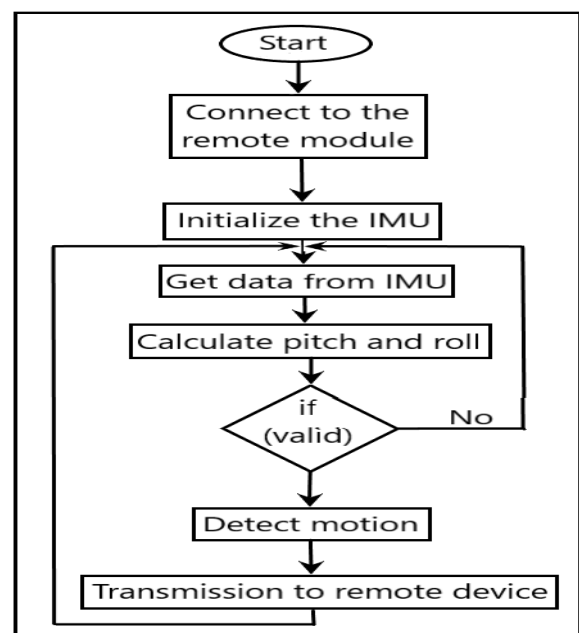 Start
Connect to the
remote module
Initialize the IMU
Get data from IMU
Calculate pitch and roll
if
(valid)
No
Detect motion
Transmission to remote device